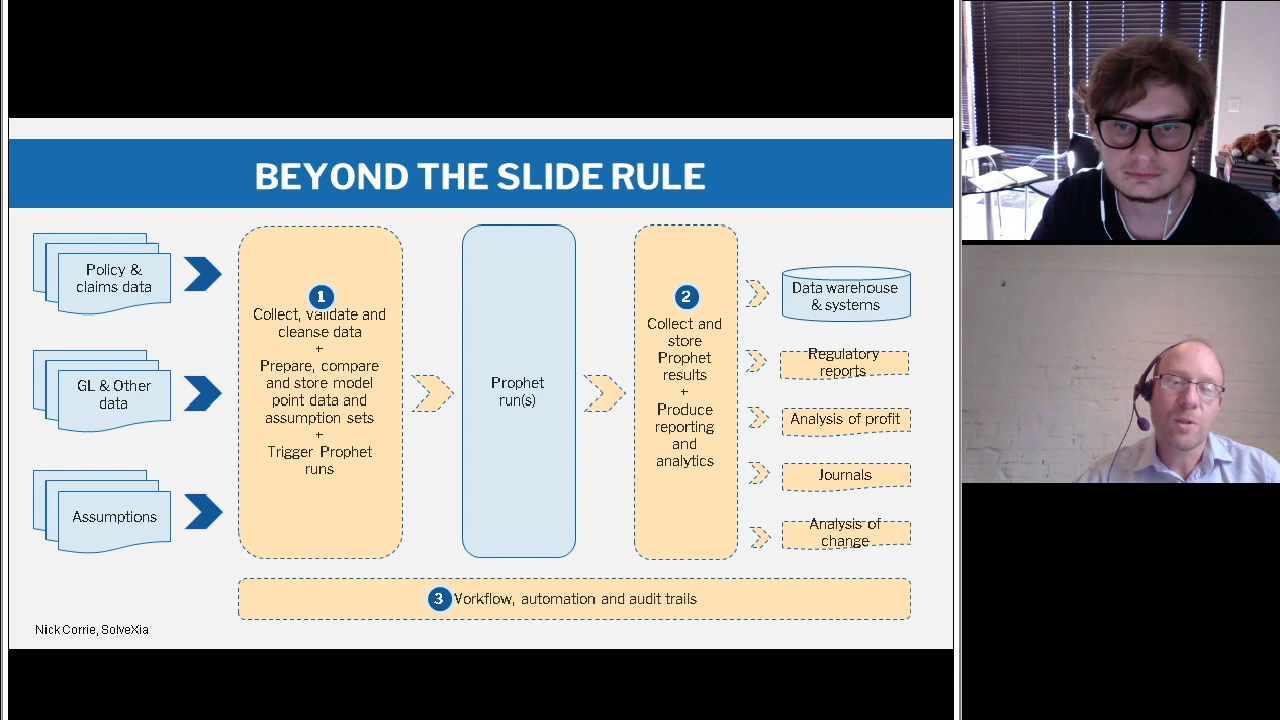 BEYOND THE SLIDE RULE
Policy &
claims data
GL & Other
data
Assumptions
1
Collect, validate and
cleanse data
+
Prepare, compare
and store model
point data and
assumption sets
+
Trigger Prophet
runs
Prophet
run(s)
2
Collect and
store
Prophet
results
+
Produce
reporting
and
analytics
Data warehouse
& systems
Regulatory
reports
Analysis of profit
Journals
Analysis of
change
3 Workflow, automation and audit trails
Nick Corrie, SolveXia